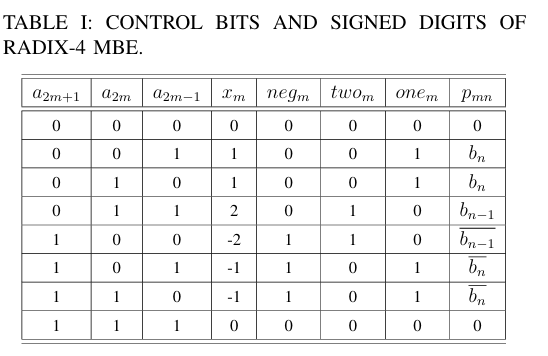 TABLE I: CONTROL BITS AND SIGNED DIGITS OF
RADIX-4 MBE.
a_{2m+1} a_{2m} a_{2m-1} x_m neg_m two_m one_m p_{mn}
0 0 0 0 0 0 0 0
0 0 1 1 0 0 1 b_n
0 1 0 1 0 0 1 b_n
0 1 1 2 0 1 0 b_{n-1}
1 0 0 -2 1 1 0 \overline{b_{n-1}}
1 0 1 -1 1 0 1 \overline{b_n}
1 1 0 -1 1 0 1 \overline{b_n}
1 1 1 0 0 0 0 0